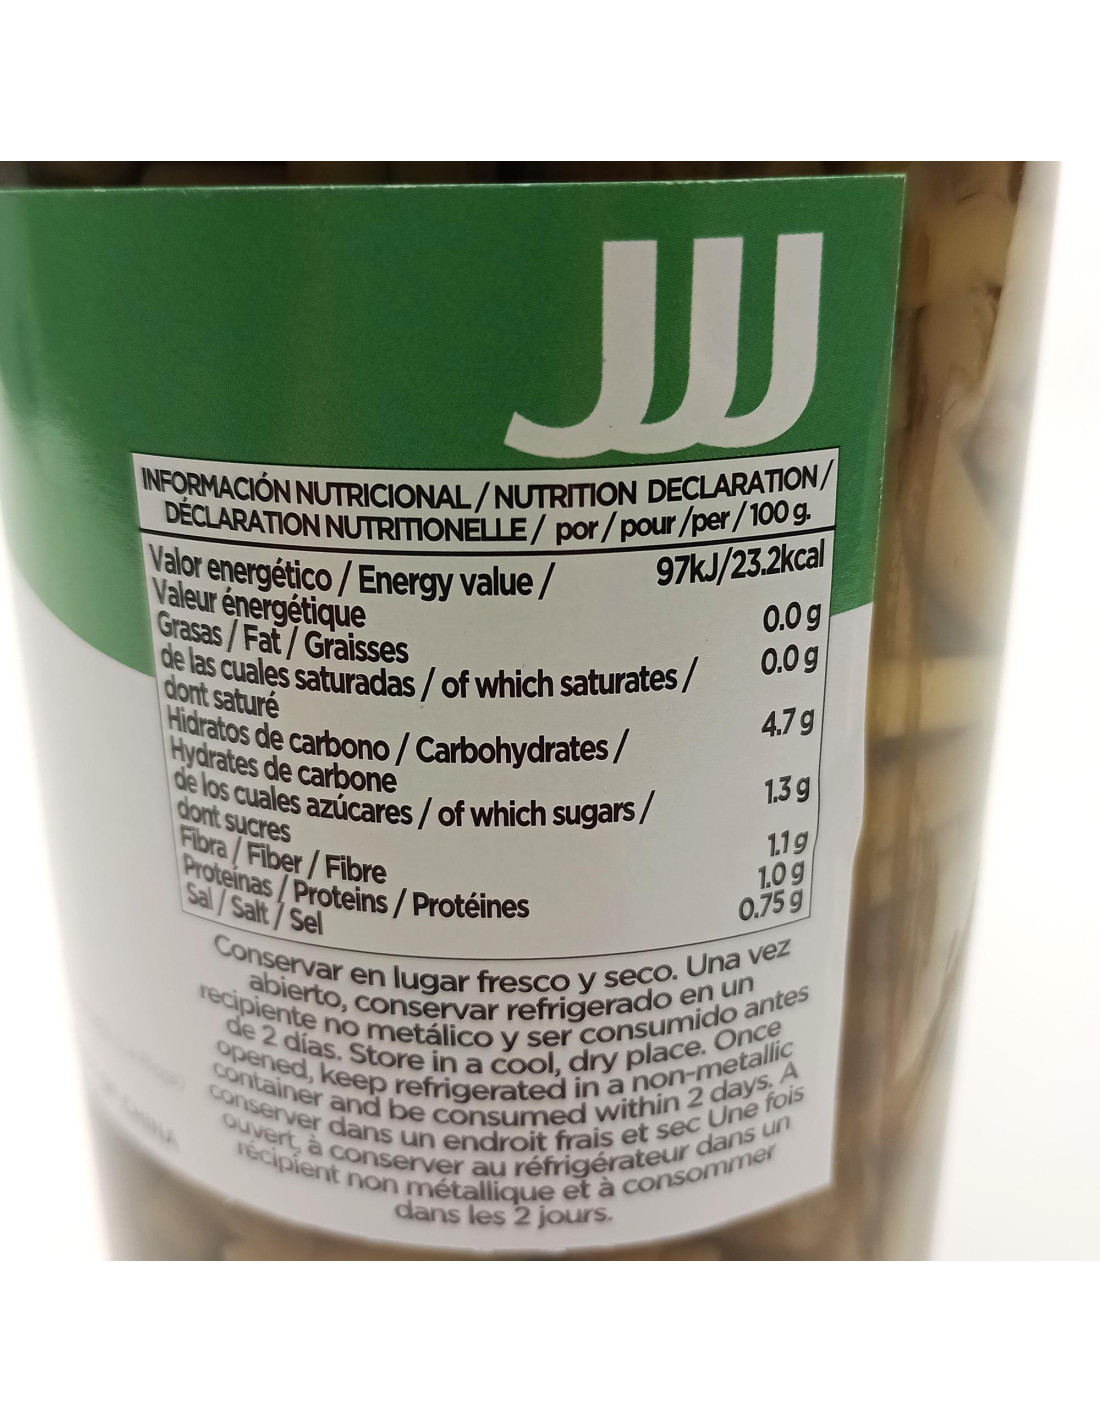 INFORMACIÓN NUTRICIONAL / NUTRITION DECLARATION /
DÉCLARATION NUTRITIONELLE / por / pour /per / 100 g.
Valor energético / Energy value / 97kJ/23.2kcal
Valeur énergétique
Grasas / Fat / Graisses 0.0 g
de las cuales saturadas / of which saturates / 0.0 g
dont saturé
Hidratos de carbono / Carbohydrates / 4.7 g
Hydrates de carbone
de los cuales azúcares / of which sugars / 1.3 g
dont sucres
Fibra / Fiber / Fibre 1.1 g
Proteínas / Proteins / Protéines 1.0 g
Sal / Salt / Sel 0.75 g
Conservar en lugar fresco y seco. Una vez
abierto, conservar refrigerado en un
recipiente no metálico y ser consumido antes
de 2 días. Store in a cool, dry place. Once
opened, keep refrigerated in a non-metallic
container and be consumed within 2 days. A
conserver dans un endroit frais et sec Une fois
ouvert, à conserver au réfrigérateur dans un
récipient non métallique et à consommer
dans les 2 jours.
CHINA